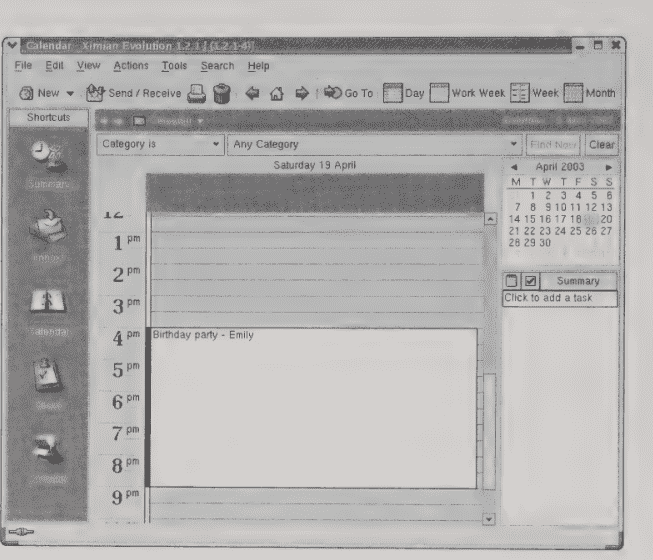 Calendar - Ximian Evolution 1.2.1 [ (1.2.1-4)]
File Edit View Actions Tools Search Help
New Send / Receive Go To Day Work Week Week Month
Shortcuts
Category is Any Category Find Now Clear
Saturday 19 April
April 2003
M T W T F S S
1 2 3 4 5 6
7 8 9 10 11 12 13
14 15 16 17 18 20
21 22 23 24 25 26 27
28 29 30
Summary
Inbox
Calendar
12
1 pm
2 pm
3 pm
4 pm
5 pm
6 pm
7 pm
8 pm
9 pm
Birthday party - Emily
Summary
Click to add a task